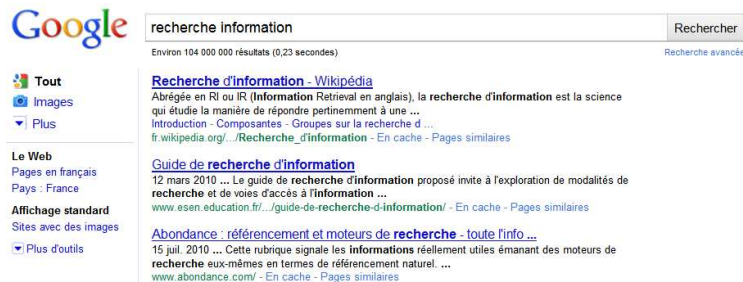 Google
recherche information
Rechercher
Environ 104 000 000 résultats (0,23 secondes)
Recherche avancée
Tout
Images
Plus
Le Web
Pages en français
Pays : France
Affichage standard
Sites avec des images
Plus d'outils
Recherche d'information - Wikipédia
Abrégée en RI ou IR (Information Retrieval en anglais), la recherche d'information est la science
qui étudie la manière de répondre pertinemment à une ...
Introduction - Composantes - Groupes sur la recherche d ...
fr.wikipedia.org/.../Recherche_d'information - En cache - Pages similaires
Guide de recherche d'information
12 mars 2010 ... Le guide de recherche d'information proposé invite à l'exploration de modalités de
recherche et de voies d'accès à l'information ...
www.esen.education.fr/.../guide-de-recherche-d-information/ - En cache - Pages similaires
Abondance : référencement et moteurs de recherche - toute l'info ...
15 juil. 2010 ... Cette rubrique signale les informations réellement utiles émanant des moteurs de
recherche eux-mêmes en termes de référencement naturel. ...
www.abondance.com/ - En cache - Pages similaires